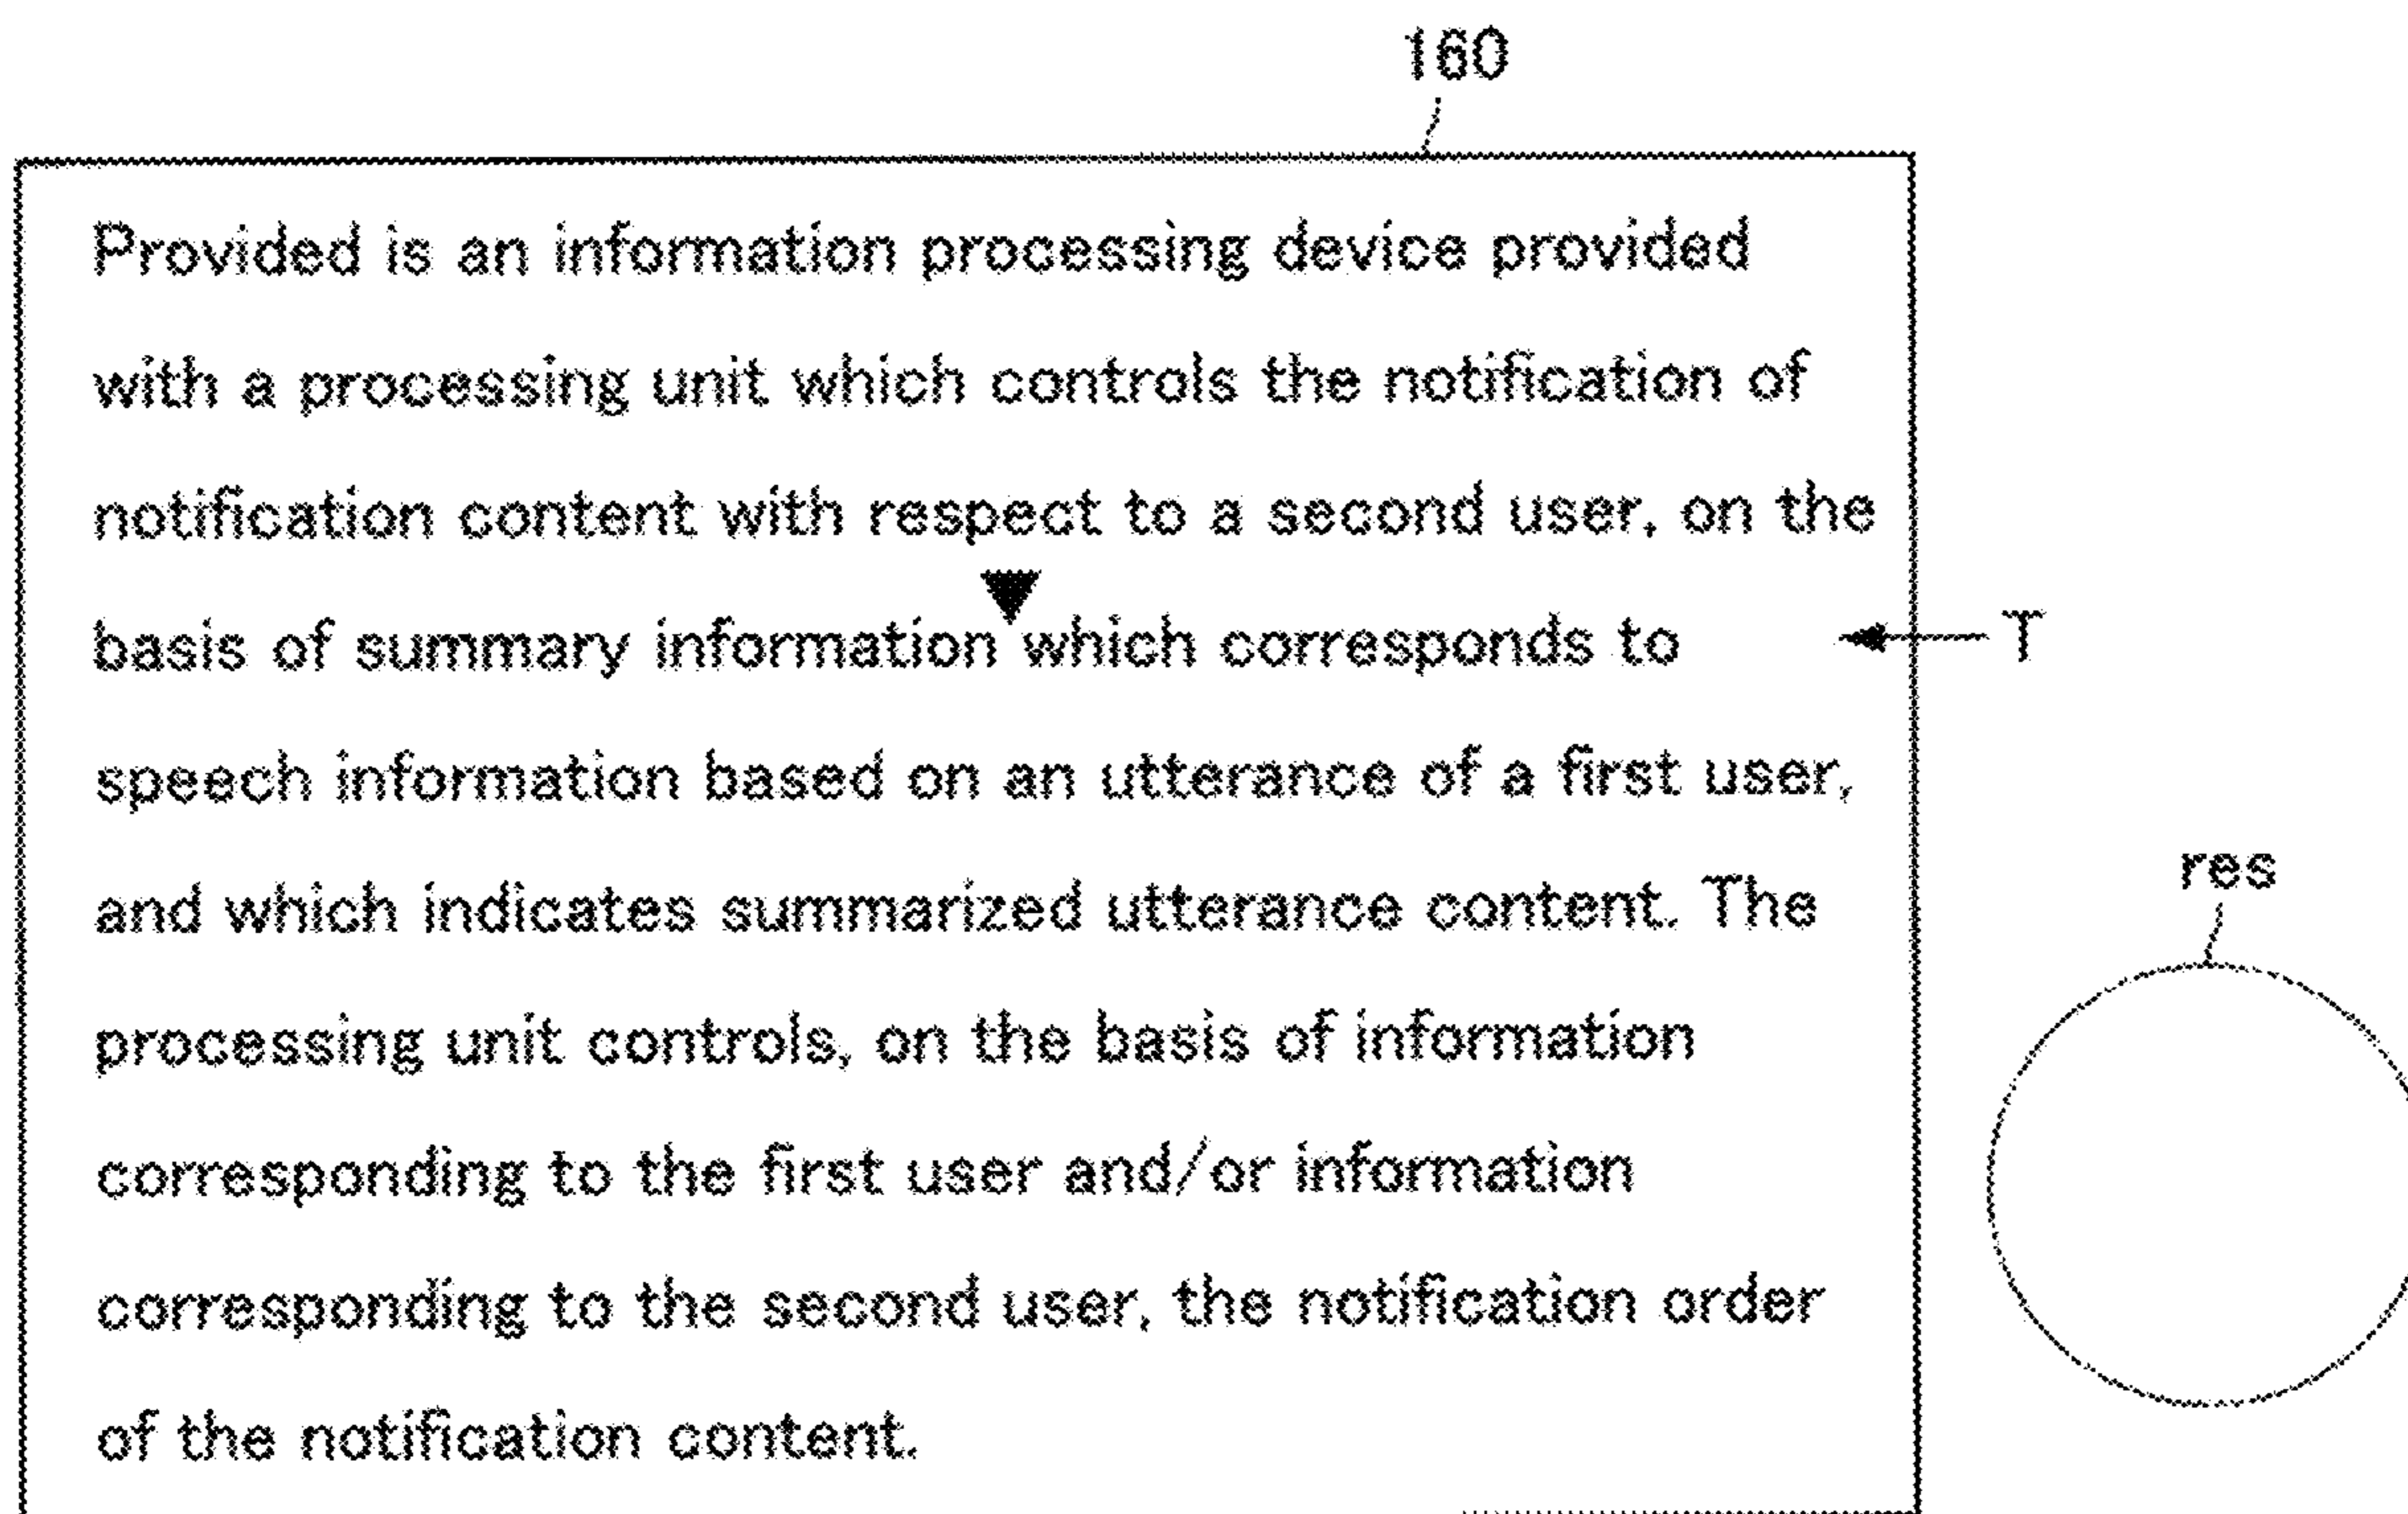 160
Provided is an information processing device provided
with a processing unit which controls the notification of
notification content with respect to a second user, on the
basis of summary information which corresponds to
T
speech information based on an utterance of a first user,
and which indicates summarized utterance content. The
res
processing unit controls, on the basis of information
corresponding to the first user and/or information
corresponding to the second user, the notification order
of the notification content.